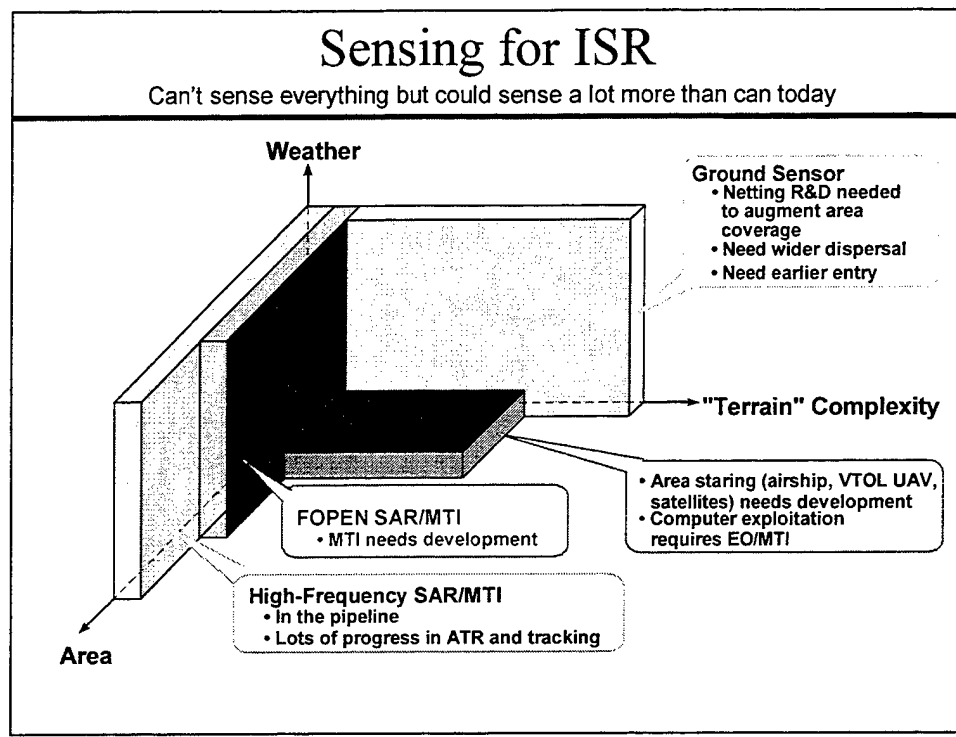 Sensing for ISR
Can't sense everything but could sense a lot more than can today
Weather
Ground Sensor
• Netting R&D needed
to augment area
coverage
• Need wider dispersal
• Need earlier entry
"Terrain" Complexity
• Area staring (airship, VTOL UAV,
satellites) needs development
• Computer exploitation
requires EO/MTI
FOPEN SAR/MTI
• MTI needs development
High-Frequency SAR/MTI
• In the pipeline
• Lots of progress in ATR and tracking
Area